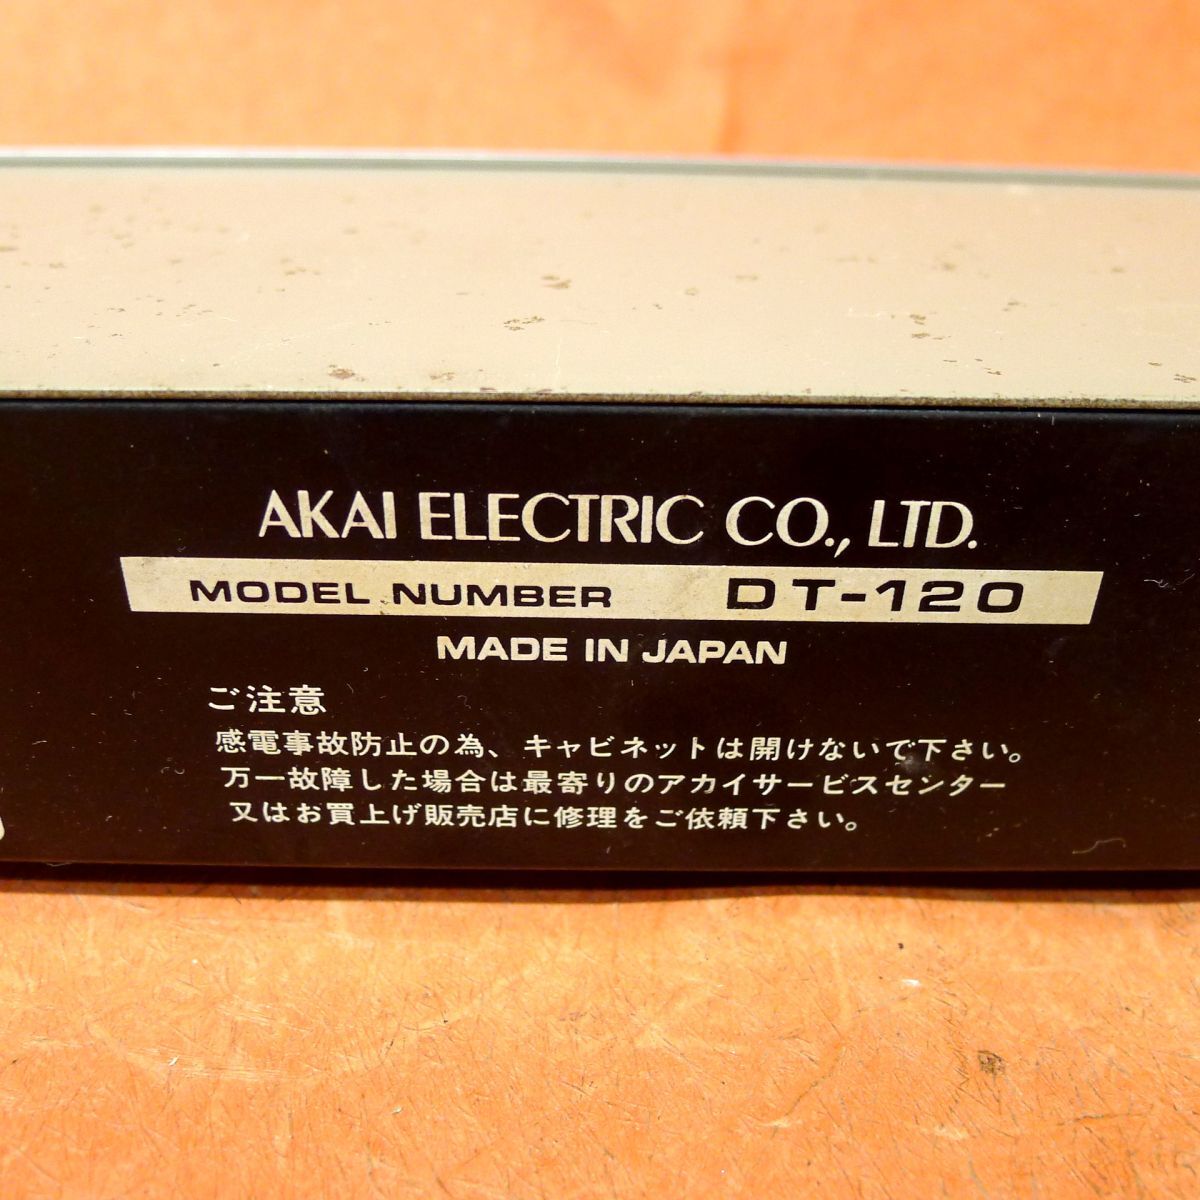 AKAI ELECTRIC CO., LTD.
MODEL NUMBER DT-120
MADE IN JAPAN
ご注意
感電事故防止の為、キャビネットは開けないで下さい。
万一故障した場合は最寄りのアカイサービスセンター
又はお買上げ販売店に修理をご依頼下さい。